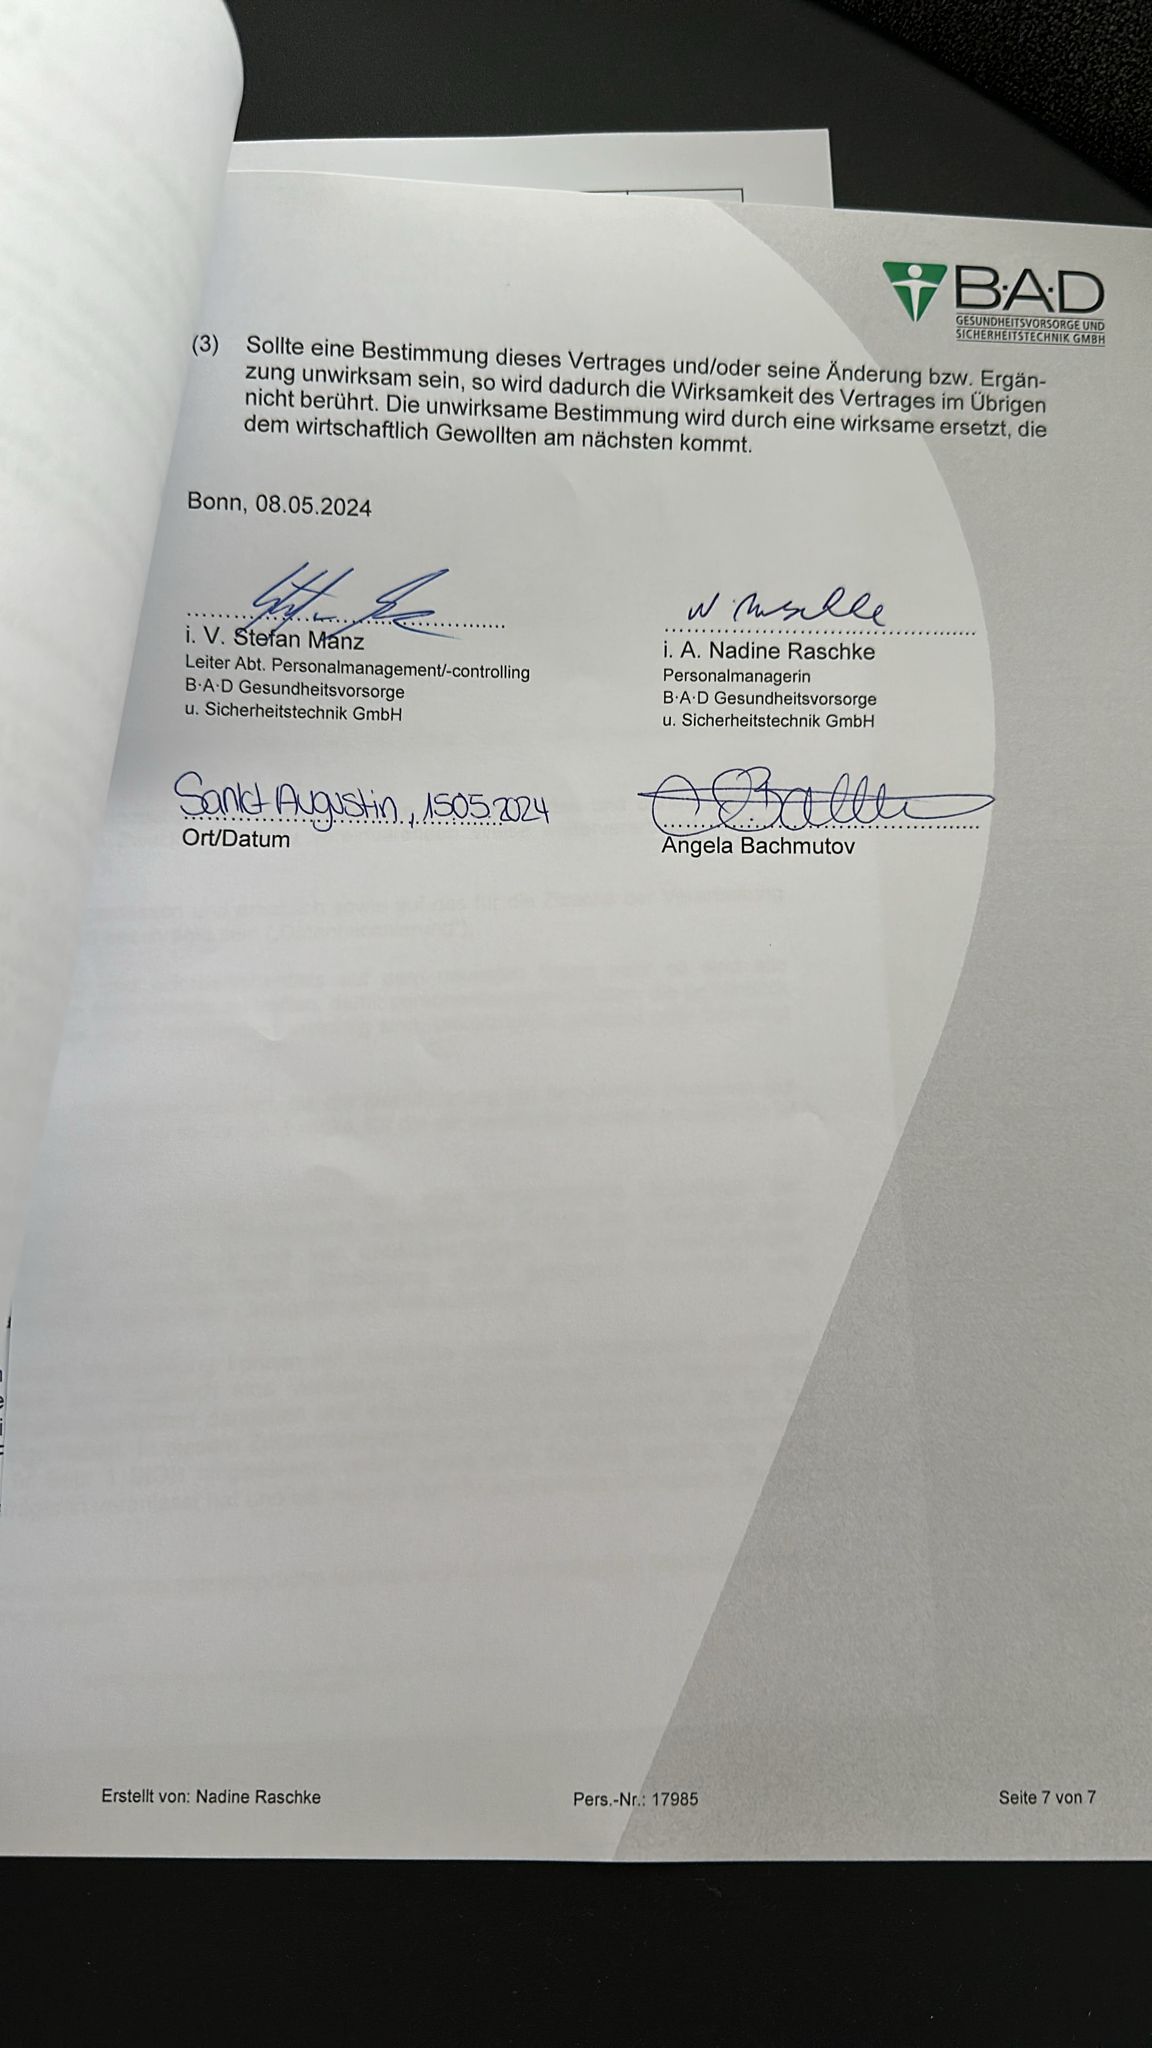 B·A·D
GESUNDHEITSVORSORGE UND
SICHERHEITSTECHNIK GMBH
(3) Sollte eine Bestimmung dieses Vertrages und/oder seine Änderung bzw. Ergän-
zung unwirksam sein, so wird dadurch die Wirksamkeit des Vertrages im Übrigen
nicht berührt. Die unwirksame Bestimmung wird durch eine wirksame ersetzt, die
dem wirtschaftlich Gewollten am nächsten kommt.
Bonn, 08.05.2024
i. V. Stefan Manz
Leiter Abt. Personalmanagement/-controlling
B·A·D Gesundheitsvorsorge
u. Sicherheitstechnik GmbH
N. Raschke
i. A. Nadine Raschke
Personalmanagerin
B·A·D Gesundheitsvorsorge
u. Sicherheitstechnik GmbH
Sankt Augustin, 15.05.2024
Ort/Datum
Angela Bachmutov
Erstellt von: Nadine Raschke
Pers.-Nr.: 17985
Seite 7 von 7